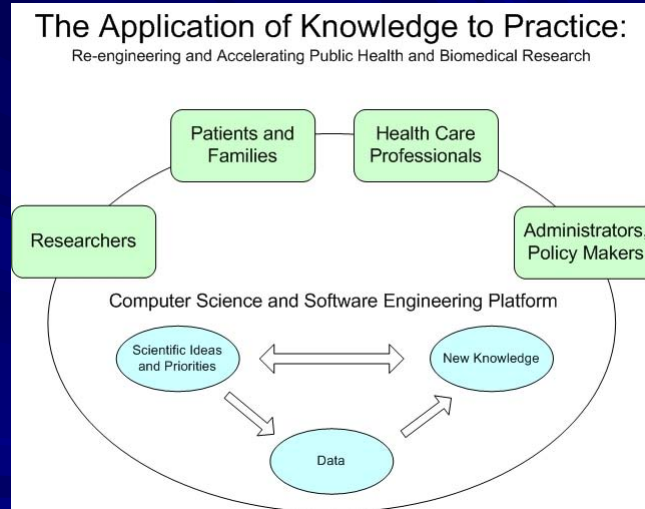 The Application of Knowledge to Practice:
Re-engineering and Accelerating Public Health and Biomedical Research
Patients and
Families
Health Care
Professionals
Researchers
Administrators,
Policy Makers
Computer Science and Software Engineering Platform
Scientific Ideas
and Priorities
New Knowledge
Data